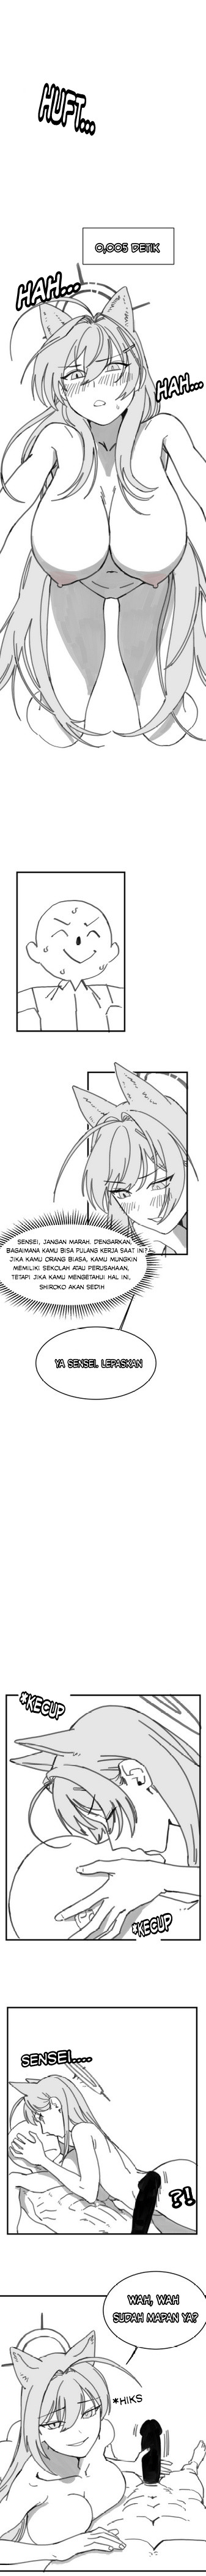 HUFT...
0,005 DETIK
HAH...
HAH...
SENSEI, JANGAN MARAH. DENGARKAN,
BAGAIMANA KAMU BISA PULANG KERJA SAAT INI?
JIKA KAMU ORANG BIASA, KAMU MUNGKIN
MEMILIKI SEKOLAH ATAU PERUSAHAAN,
TETAPI JIKA KAMU MENGETAHUI HAL INI,
SHIROKO AKAN SEDIH
YA SENSEI. LEPASKAN
*KECUP
*KECUP
SENSEI....
?!
WAH, WAH
SUDAH MAPAN YA?
*HIKS